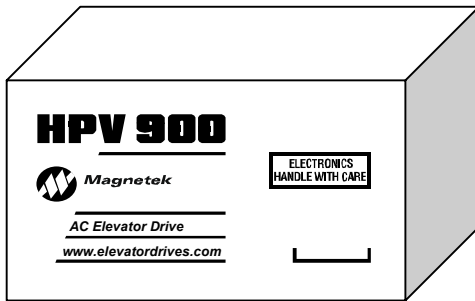 HPV 900
Magnetek
ELECTRONICS
HANDLE WITH CARE
AC Elevator Drive
www.elevatordrives.com